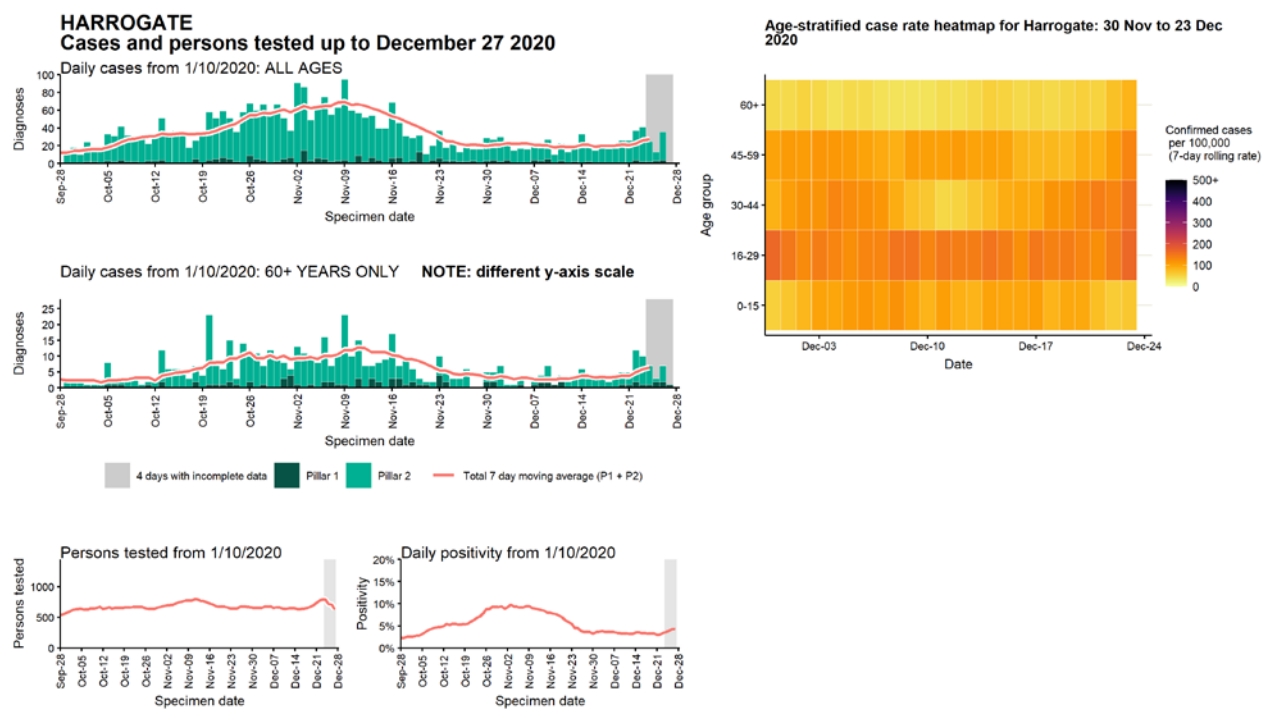 HARROGATE
Cases and persons tested up to December 27 2020
Daily cases from 1/10/2020: ALL AGES
Diagnoses
100
80
60
40
20
0
Sep-28
Oct-05
Oct-12
Oct-19
Oct-26
Nov-02
Nov-09
Nov-16
Nov-23
Nov-30
Dec-07
Dec-14
Dec-21
Dec-28
Specimen date
Daily cases from 1/10/2020: 60+ YEARS ONLY NOTE: different y-axis scale
Diagnoses
25
20
15
10
5
0
Sep-28
Oct-05
Oct-12
Oct-19
Oct-26
Nov-02
Nov-09
Nov-16
Nov-23
Nov-30
Dec-07
Dec-14
Dec-21
Dec-28
Specimen date
4 days with incomplete data Pillar 1 Pillar 2 Total 7 day moving average (P1 + P2)
Persons tested from 1/10/2020
Persons tested
1000
500
0
Sep-28
Oct-05
Oct-12
Oct-19
Oct-26
Nov-02
Nov-09
Nov-16
Nov-23
Nov-30
Dec-07
Dec-14
Dec-21
Dec-28
Specimen date
Daily positivity from 1/10/2020
Positivity
20%
15%
10%
5%
0%
Sep-28
Oct-05
Oct-12
Oct-19
Oct-26
Nov-02
Nov-09
Nov-16
Nov-23
Nov-30
Dec-07
Dec-14
Dec-21
Dec-28
Specimen date
Age-stratified case rate heatmap for Harrogate: 30 Nov to 23 Dec
2020
Age group
60+
45-59
30-44
16-29
0-15
Dec-03
Dec-10
Dec-17
Dec-24
Date
Confirmed cases
per 100,000
(7-day rolling rate)
500+
400
300
200
100
0